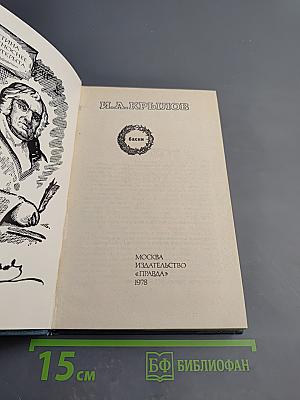 И.А. КРЫЛОВ
басни
МОСКВА
ИЗДАТЕЛЬСТВО
«ПРАВДА»
1978
15 СМ
БФ БИБЛИОФАН